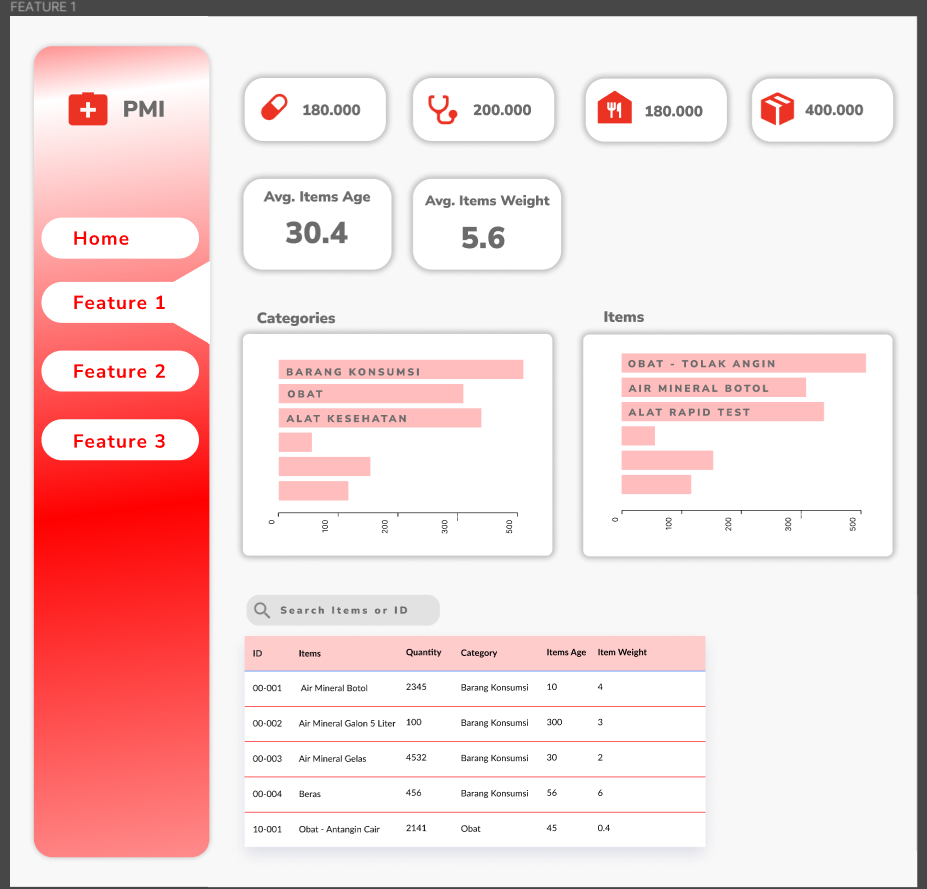 FEATURE 1
PMI
Home
Feature 1
Feature 2
Feature 3
180.000
200.000
180.000
400.000
Avg. Items Age
30.4
Avg. Items Weight
5.6
Categories
BARANG KONSUMSI
OBAT
ALAT KESEHATAN
0 100 200 300 500
Items
OBAT - TOLAK ANGIN
AIR MINERAL BOTOL
ALAT RAPID TEST
0 100 200 300 500
Search Items or ID
ID Items Quantity Category Items Age Item Weight
00-001 Air Mineral Botol 2345 Barang Konsumsi 10 4
00-002 Air Mineral Galon 5 Liter 100 Barang Konsumsi 300 3
00-003 Air Mineral Gelas 4532 Barang Konsumsi 30 2
00-004 Beras 456 Barang Konsumsi 56 6
10-001 Obat - Antangin Cair 2141 Obat 45 0.4